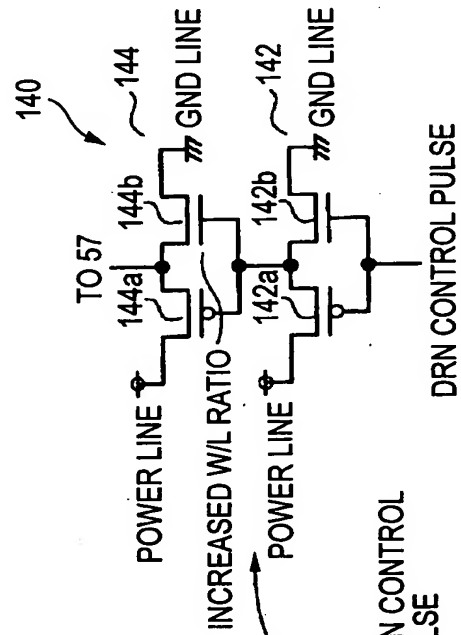 140
144
GND LINE
TO 57
144a
144b
POWER LINE
INCREASED W/L RATIO
142
GND LINE
142a
142b
POWER LINE
DRN CONTROL PULSE
N CONTROL
LSE